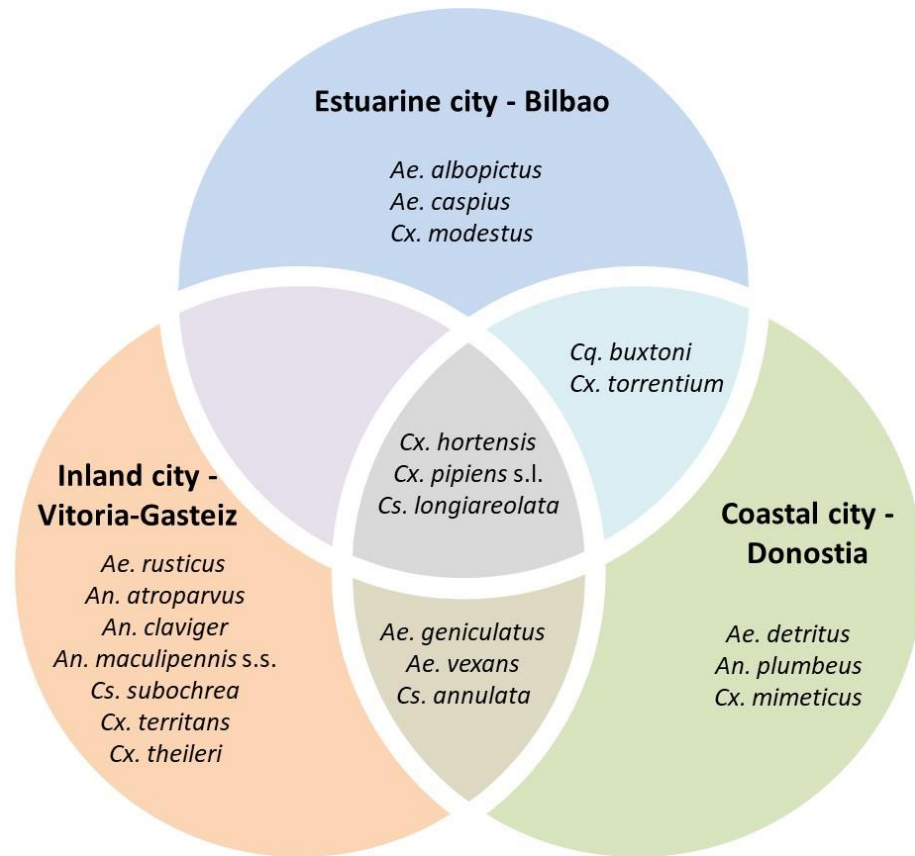 Estuarine city - Bilbao
Ae. albopictus
Ae. caspius
Cx. modestus
Cq. buxtoni
Cx. torrentium
Cx. hortensis
Cx. pipiens s.l.
Cs. longiareolata
Inland city -
Vitoria-Gasteiz
Ae. rusticus
An. atroparvus
An. claviger
An. maculipennis s.s.
Cs. subochrea
Cx. territans
Cx. theileri
Ae. geniculatus
Ae. vexans
Cs. annulata
Coastal city -
Donostia
Ae. detritus
An. plumbeus
Cx. mimeticus